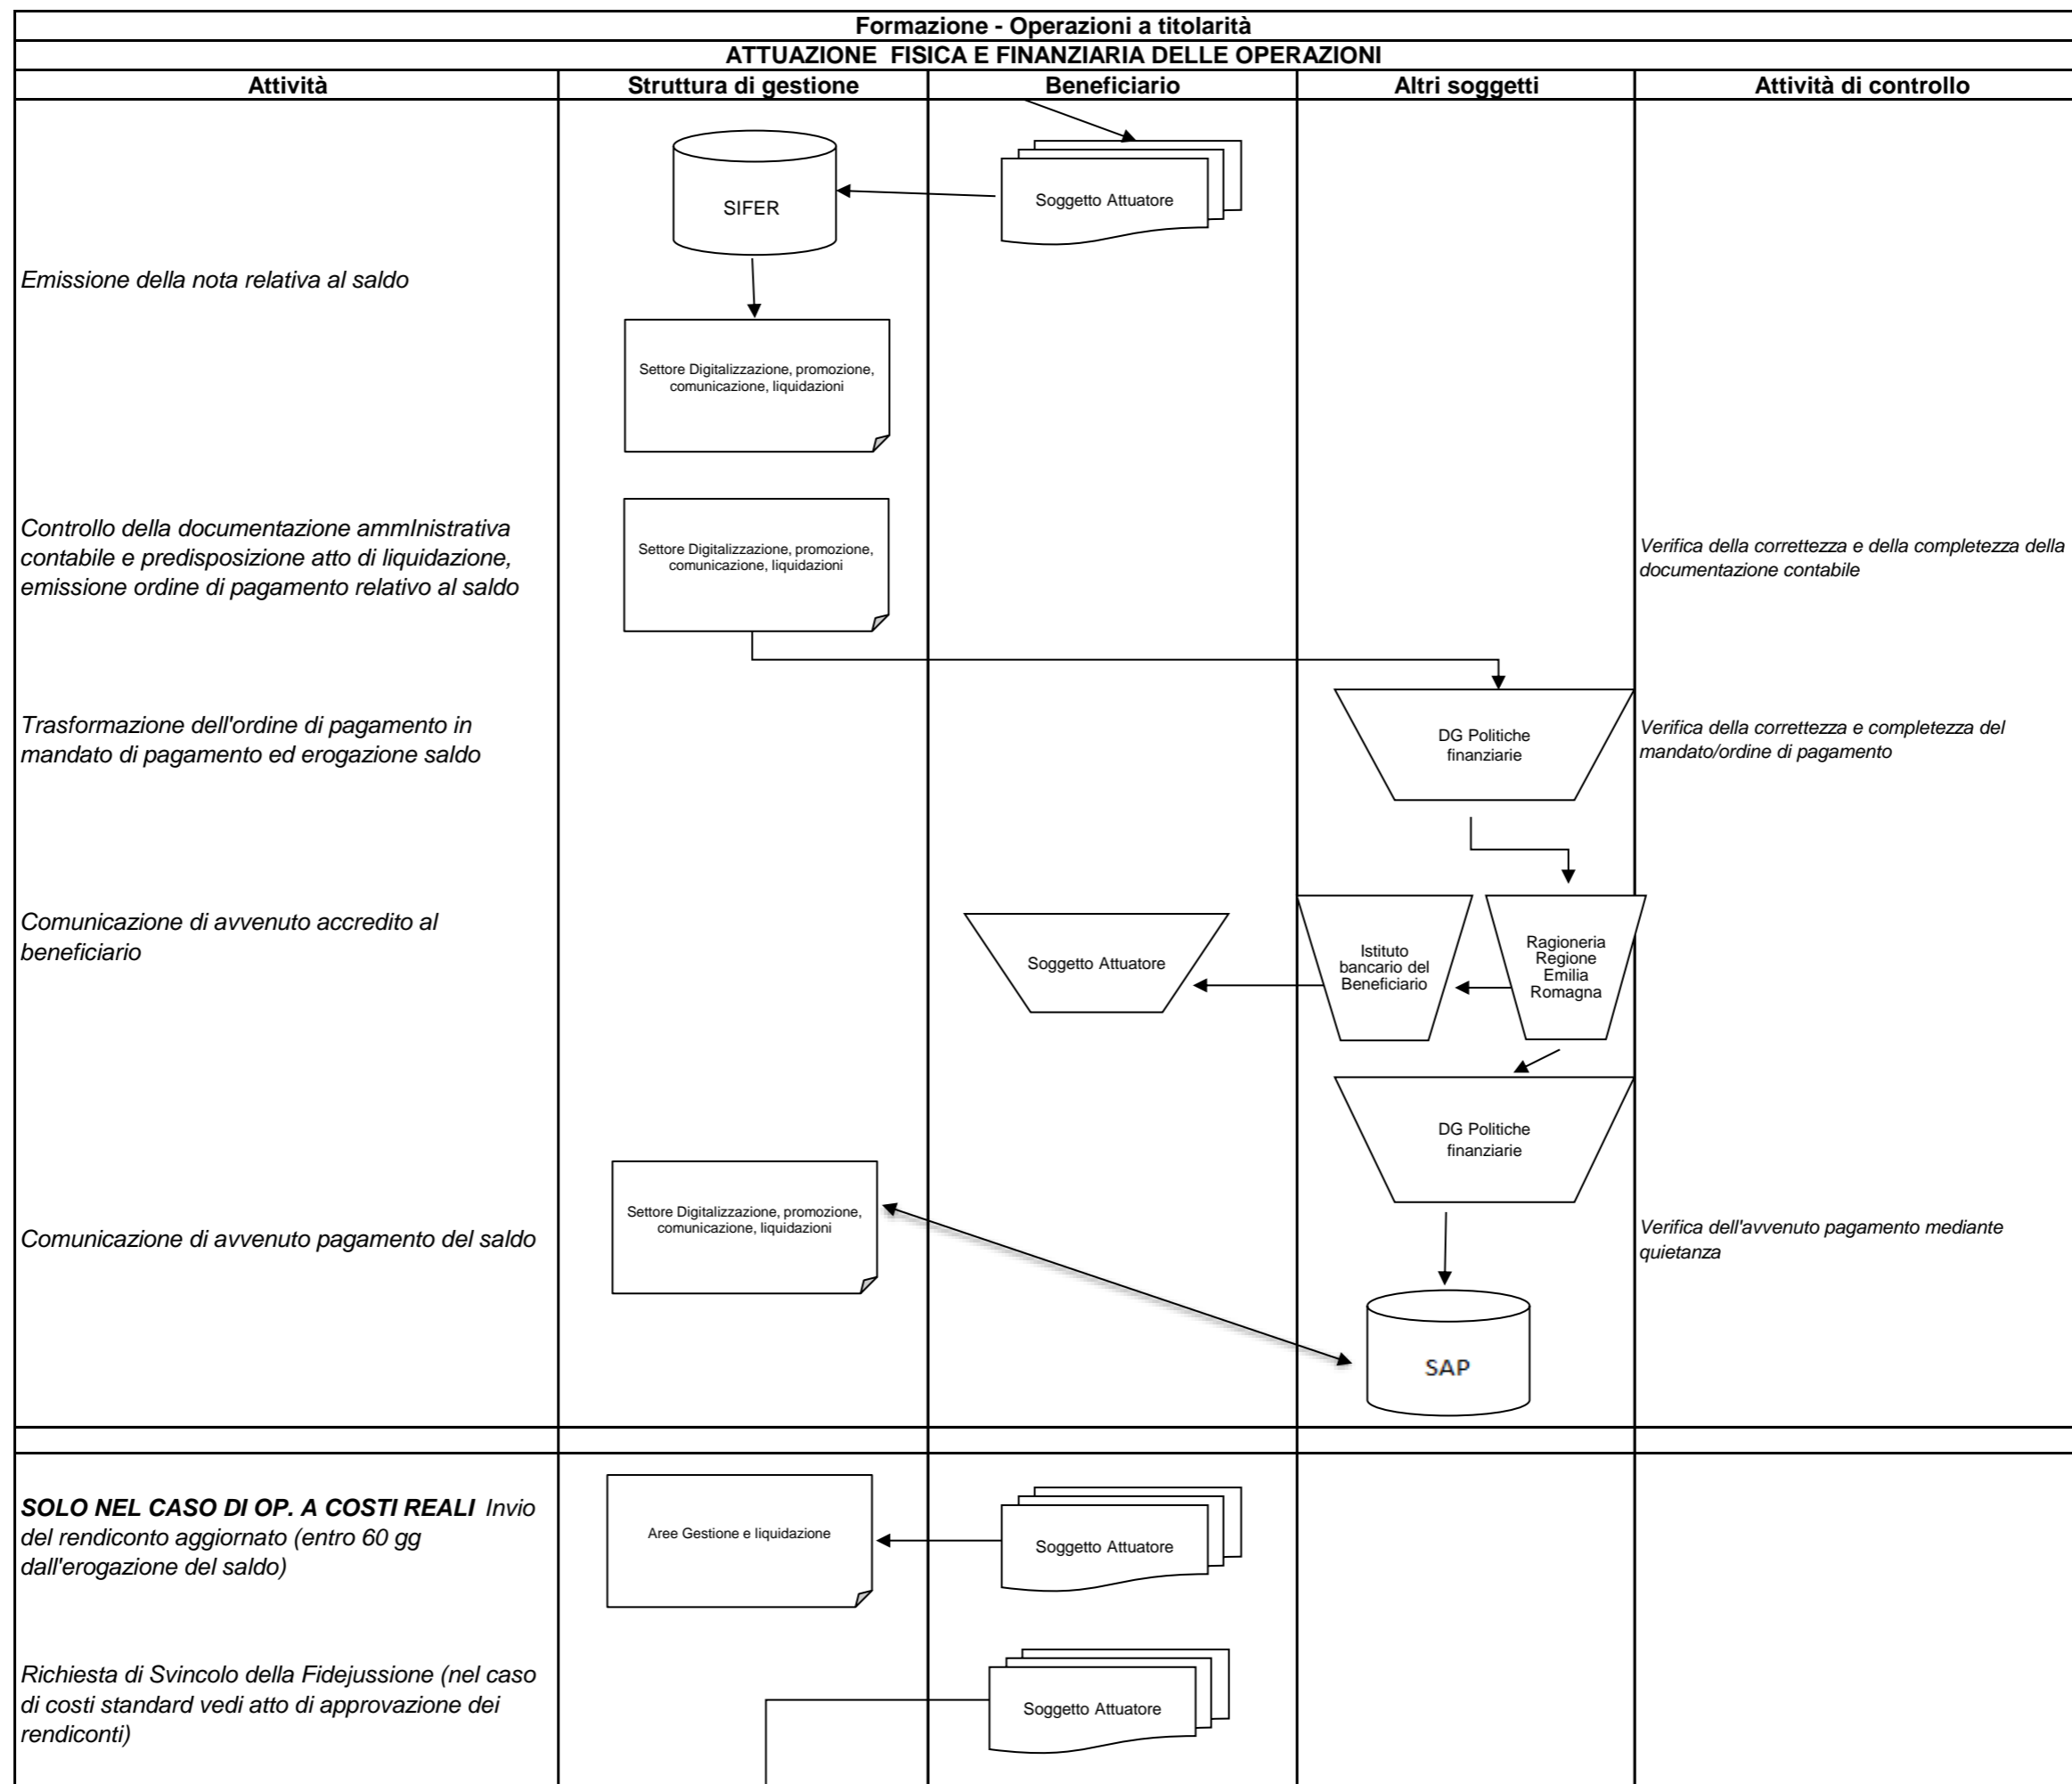 Formazione - Operazioni a titolarità
ATTUAZIONE  FISICA E FINANZIARIA DELLE OPERAZIONI
Attività
Struttura di gestione
Beneficiario
Altri soggetti
Attività di controllo
SIFER
Soggetto Attuatore
Emissione della nota relativa al saldo
Settore Digitalizzazione, promozione,
comunicazione, liquidazioni
Controllo della documentazione ammInistrativa
contabile e predisposizione atto di liquidazione,
emissione ordine di pagamento relativo al saldo
Settore Digitalizzazione, promozione,
comunicazione, liquidazioni
Verifica della correttezza e della completezza della
documentazione contabile
Trasformazione dell'ordine di pagamento in
mandato di pagamento ed erogazione saldo
DG Politiche
finanziarie
Verifica della correttezza e completezza del
mandato/ordine di pagamento
Comunicazione di avvenuto accredito al
beneficiario
Soggetto Attuatore
Istituto
bancario del
Beneficiario
Ragioneria
Regione
Emilia
Romagna
DG Politiche
finanziarie
Comunicazione di avvenuto pagamento del saldo
Settore Digitalizzazione, promozione,
comunicazione, liquidazioni
Verifica dell'avvenuto pagamento mediante
quietanza
SAP
SOLO NEL CASO DI OP. A COSTI REALI Invio
del rendiconto aggiornato (entro 60 gg
dall'erogazione del saldo)
Aree Gestione e liquidazione
Soggetto Attuatore
Richiesta di Svincolo della Fidejussione (nel caso
di costi standard vedi atto di approvazione dei
rendiconti)
Soggetto Attuatore